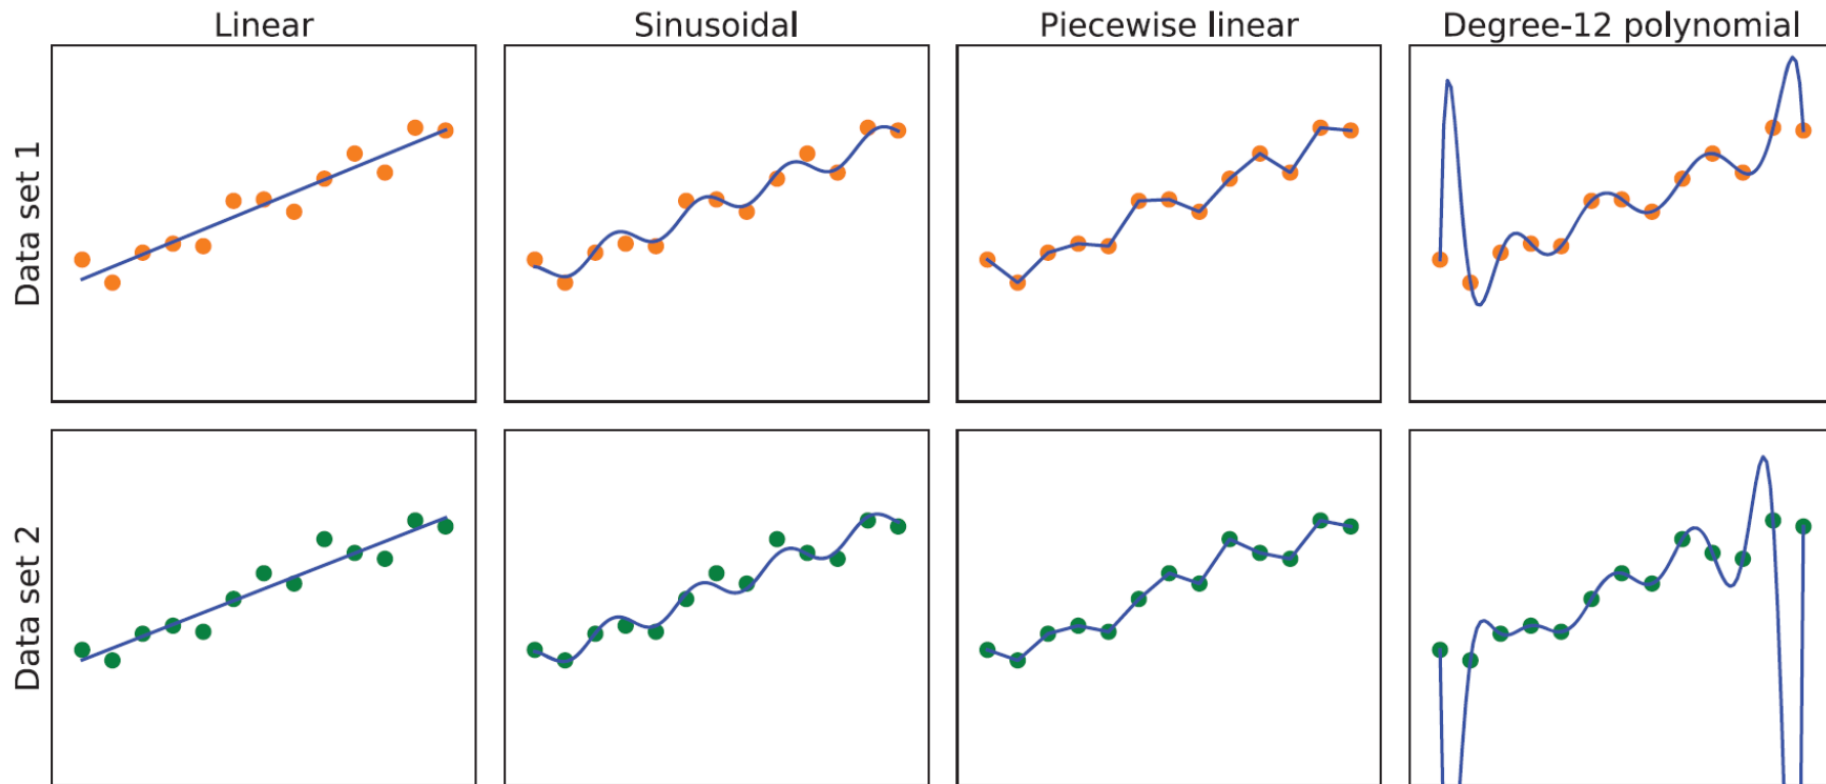 Linear
Sinusoidal
Piecewise linear
Degree-12 polynomial
Data set 1
Data set 2